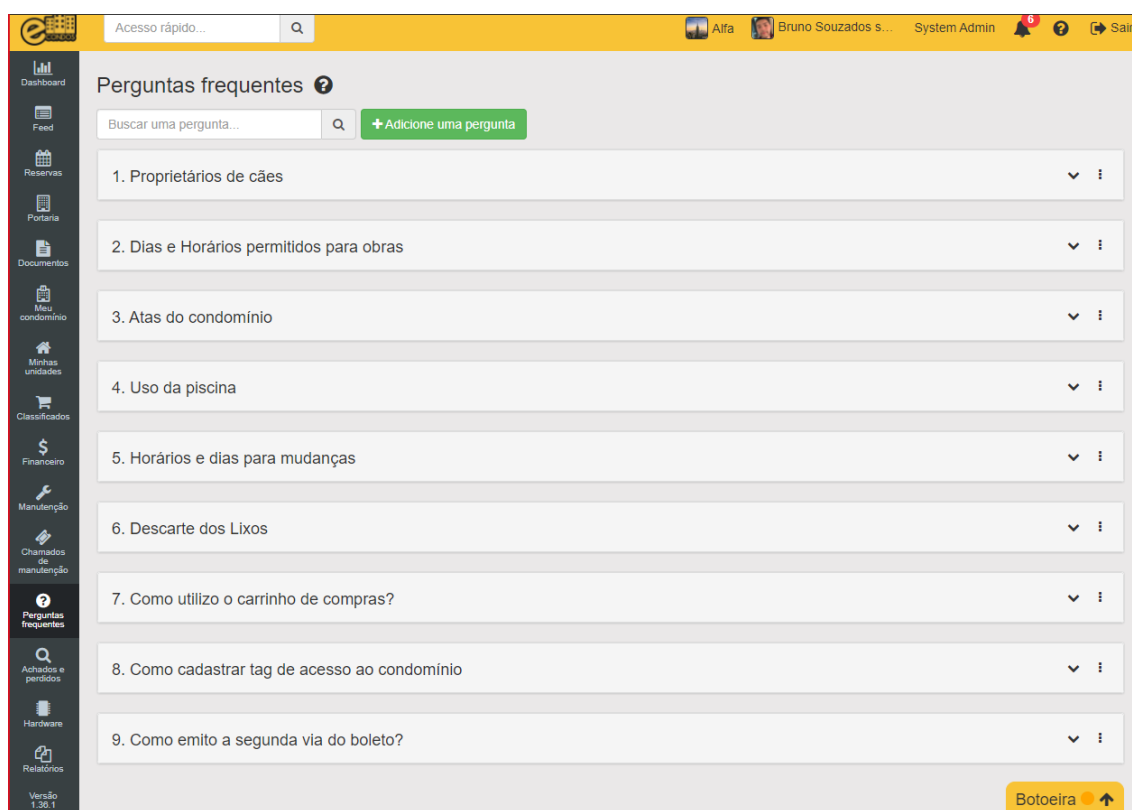 e
CONDOS
Acesso rápido...
Alfa
Bruno Souzados s...
System Admin
6
Sair
Dashboard
Feed
Reservas
Portaria
Documentos
Meu
condomínio
Minhas
unidades
Classificados
Financeiro
Manutenção
Chamados
de
manutenção
Perguntas
frequentes
Achados e
perdidos
Hardware
Relatórios
Versão
1.36.1
Perguntas frequentes
Buscar uma pergunta...
+ Adicione uma pergunta
1. Proprietários de cães
2. Dias e Horários permitidos para obras
3. Atas do condomínio
4. Uso da piscina
5. Horários e dias para mudanças
6. Descarte dos Lixos
7. Como utilizo o carrinho de compras?
8. Como cadastrar tag de acesso ao condomínio
9. Como emito a segunda via do boleto?
Botoeira